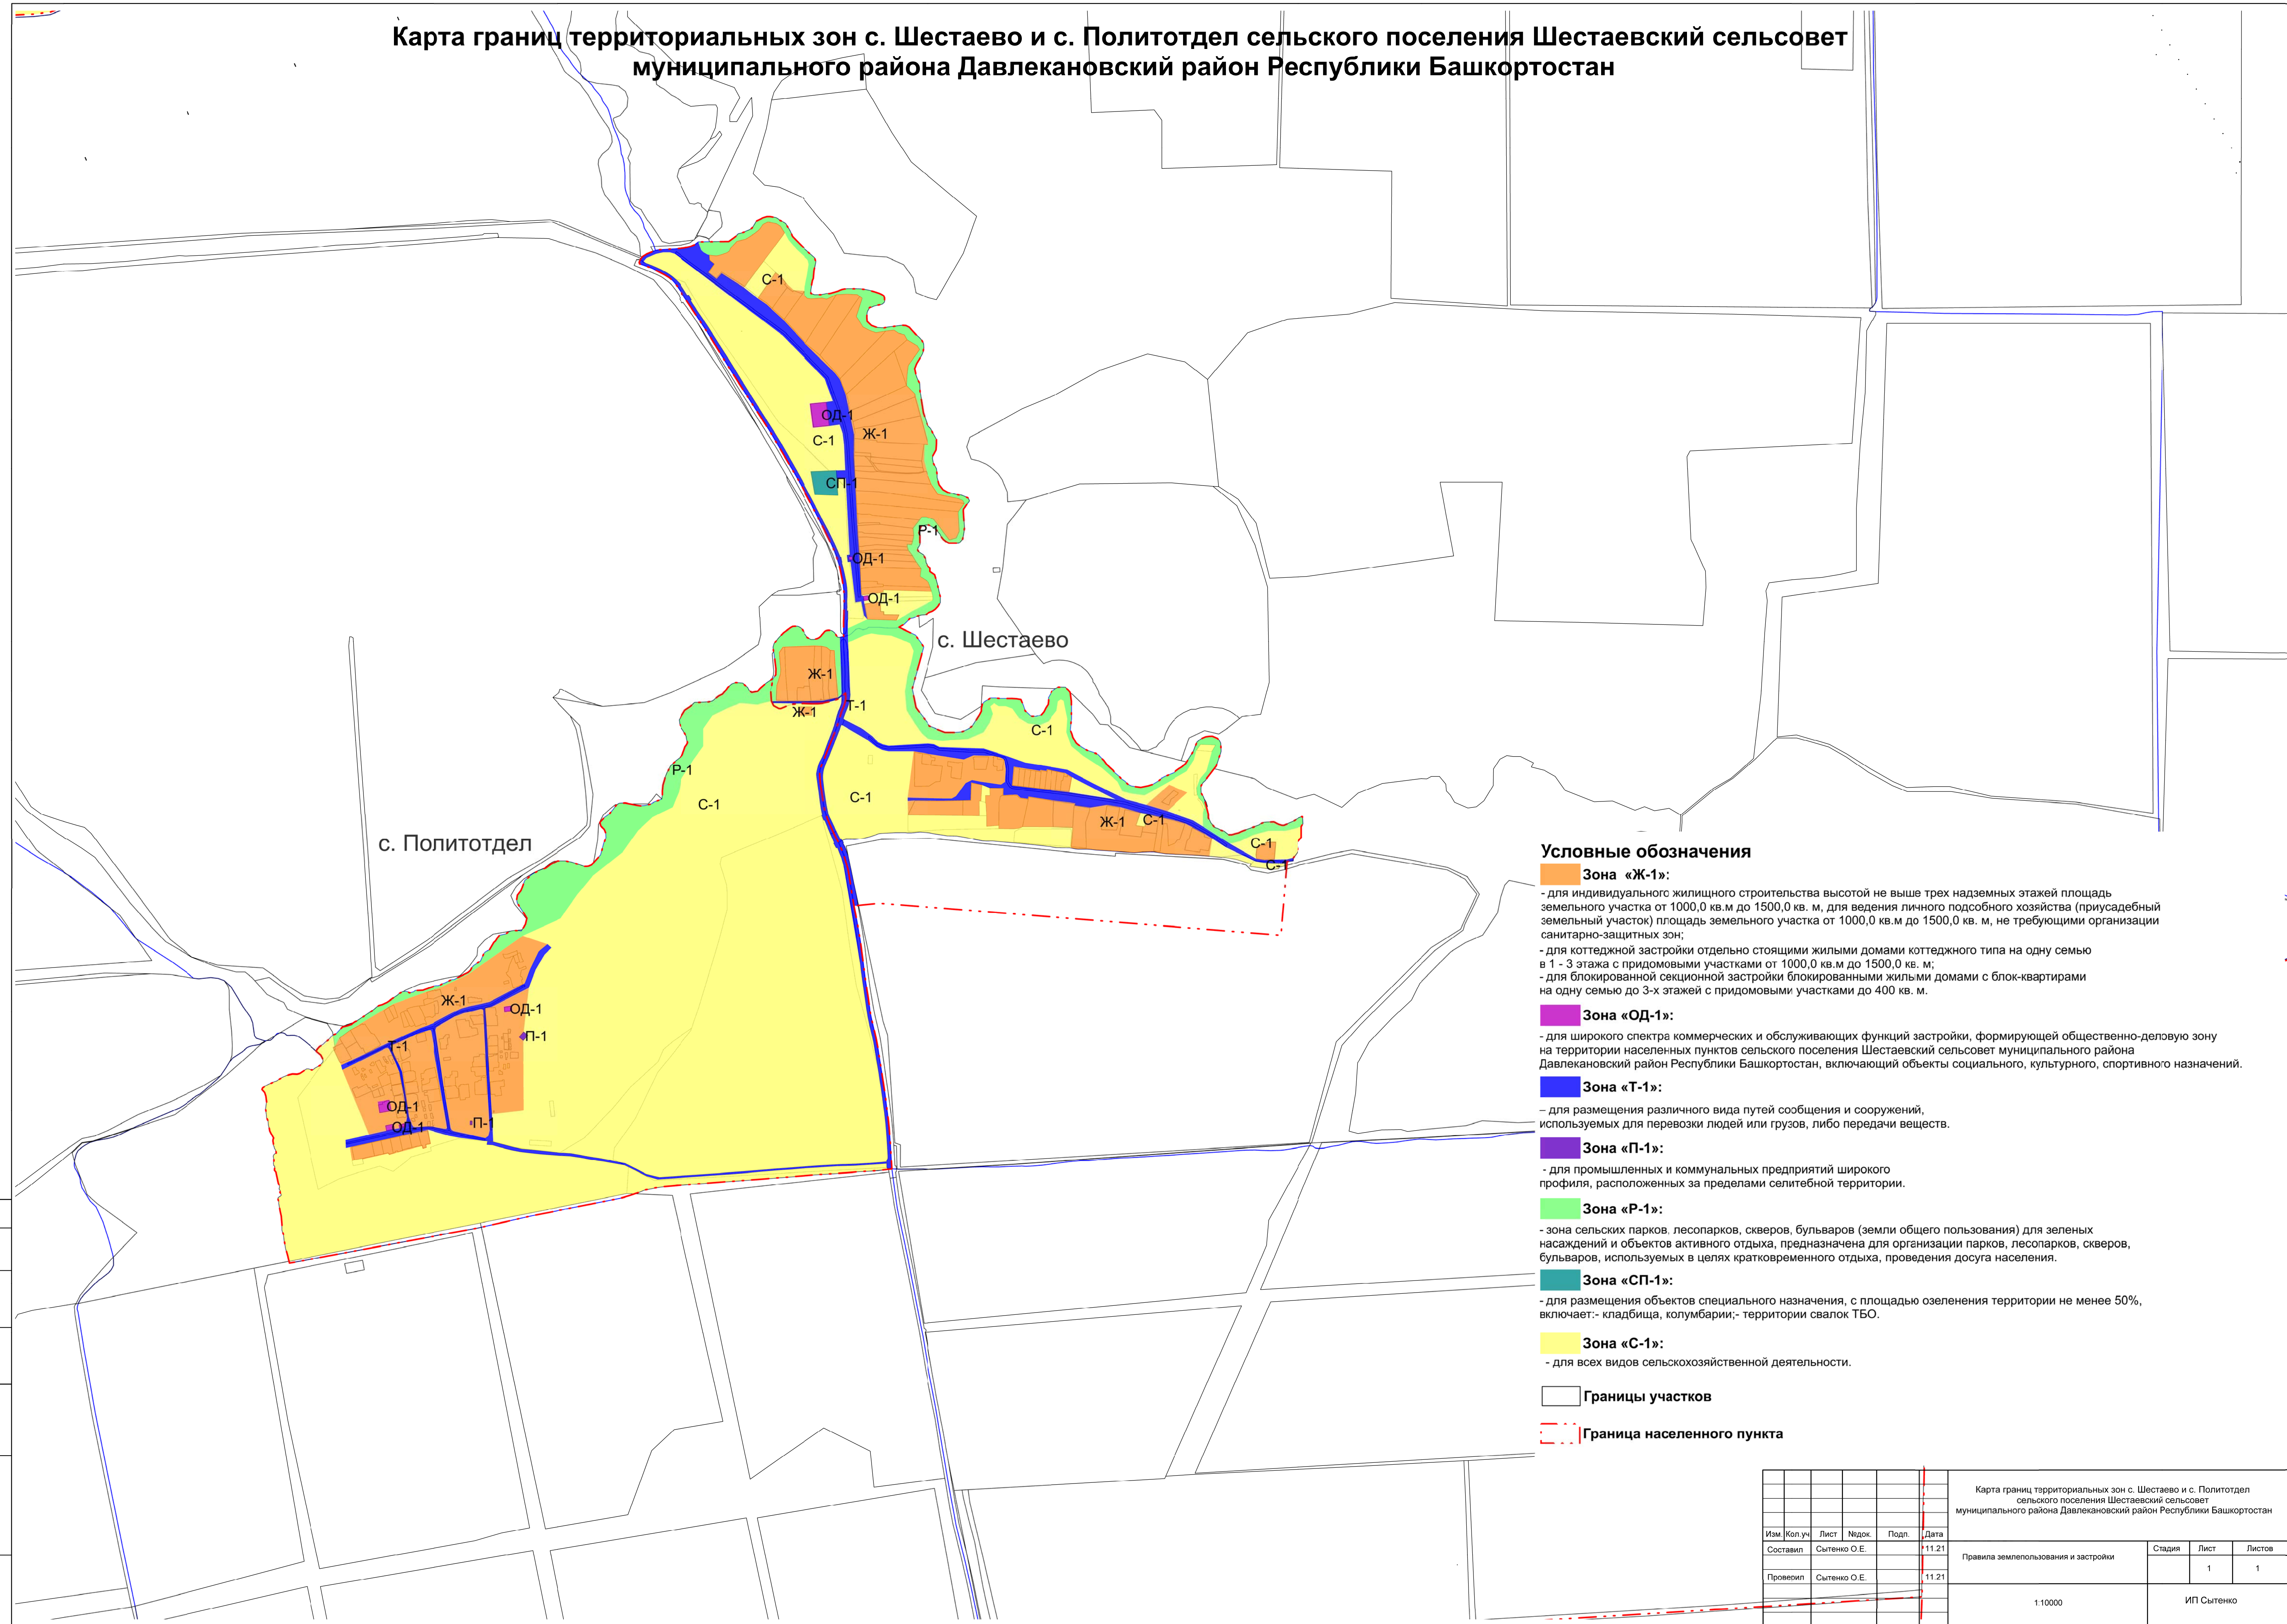 Карта границ территориальных зон с. Шестаево и с. Политотдел сельского поселения Шестаевский сельсовет
муниципального района Давлекановский район Республики Башкортостан
С-1
ОД-1
С-1
Ж-1
СП-1
Р-1
ОД-1
ОД-1
с. Шестаево
Ж-1
Ж-1
Т-1
С-1
Р-1
С-1
С-1
Ж-1
С-1
С-1
С-1
с. Политотдел
Ж-1
ОД-1
П-1
Т-1
ОД-1
ОД-1
П-1
Условные обозначения
Зона «Ж-1»:
- для индивидуального жилищного строительства высотой не выше трех надземных этажей площадь
земельного участка от 1000,0 кв.м до 1500,0 кв. м, для ведения личного подсобного хозяйства (приусадебный
земельный участок) площадь земельного участка от 1000,0 кв.м до 1500,0 кв. м, не требующими организации
санитарно-защитных зон;
- для коттеджной застройки отдельно стоящими жилыми домами коттеджного типа на одну семью
в 1 - 3 этажа с придомовыми участками от 1000,0 кв.м до 1500,0 кв. м;
- для блокированной секционной застройки блокированными жилыми домами с блок-квартирами
на одну семью до 3-х этажей с придомовыми участками до 400 кв. м.
Зона «ОД-1»:
- для широкого спектра коммерческих и обслуживающих функций застройки, формирующей общественно-деловую зону
на территории населенных пунктов сельского поселения Шестаевский сельсовет муниципального района
Давлекановский район Республики Башкортостан, включающий объекты социального, культурного, спортивного назначений.
Зона «Т-1»:
– для размещения различного вида путей сообщения и сооружений,
используемых для перевозки людей или грузов, либо передачи веществ.
Зона «П-1»:
- для промышленных и коммунальных предприятий широкого
профиля, расположенных за пределами селитебной территории.
Зона «Р-1»:
- зона сельских парков, лесопарков, скверов, бульваров (земли общего пользования) для зеленых
насаждений и объектов активного отдыха, предназначена для организации парков, лесопарков, скверов,
бульваров, используемых в целях кратковременного отдыха, проведения досуга населения.
Зона «СП-1»:
- для размещения объектов специального назначения, с площадью озеленения территории не менее 50%,
включает:- кладбища, колумбарии;- территории свалок ТБО.
Зона «С-1»:
- для всех видов сельскохозяйственной деятельности.
Границы участков
Граница населенного пункта
Карта границ территориальных зон с. Шестаево и с. Политотдел
сельского поселения Шестаевский сельсовет
муниципального района Давлекановский район Республики Башкортостан
Изм. Кол.уч Лист №док. Подп. Дата
Составил Сытенко О.Е. 11.21
Правила землепользования и застройки
Стадия Лист Листов
1 1
Проверил Сытенко О.Е. 11.21
1:10000
ИП Сытенко